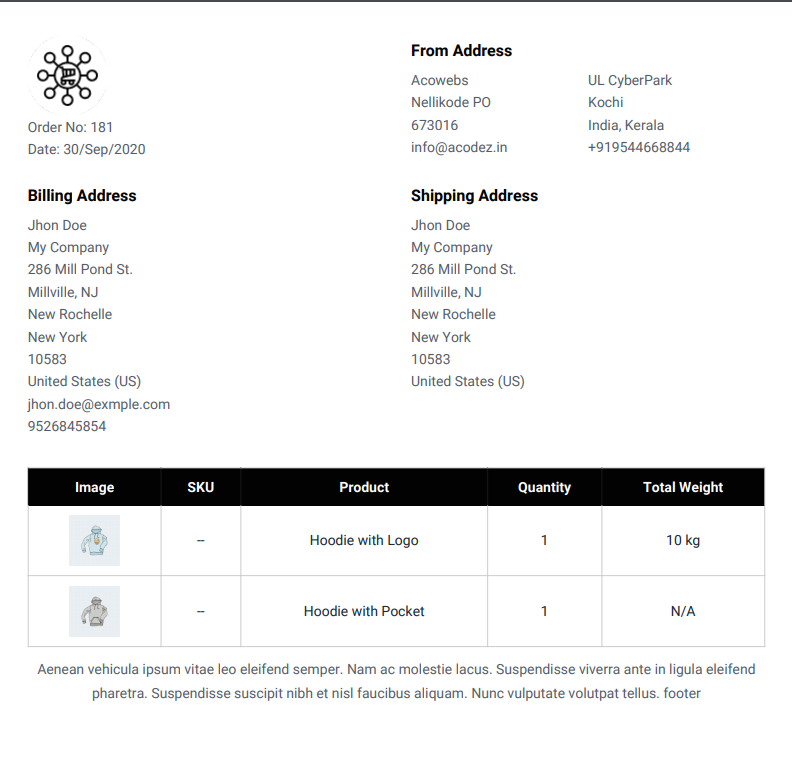 Order No: 181
Date: 30/Sep/2020
From Address
Acowebs
Nellikode PO
673016
info@acodez.in
UL CyberPark
Kochi
India, Kerala
+919544668844
Billing Address
Jhon Doe
My Company
286 Mill Pond St.
Millville, NJ
New Rochelle
New York
10583
United States (US)
jhon.doe@exmple.com
9526845854
Shipping Address
Jhon Doe
My Company
286 Mill Pond St.
Millville, NJ
New Rochelle
New York
10583
United States (US)
Image SKU Product Quantity Total Weight
-- Hoodie with Logo 1 10 kg
-- Hoodie with Pocket 1 N/A
Aenean vehicula ipsum vitae leo eleifend semper. Nam ac molestie lacus. Suspendisse viverra ante in ligula eleifend
pharetra. Suspendisse suscipit nibh et nisl faucibus aliquam. Nunc vulputate volutpat tellus. footer